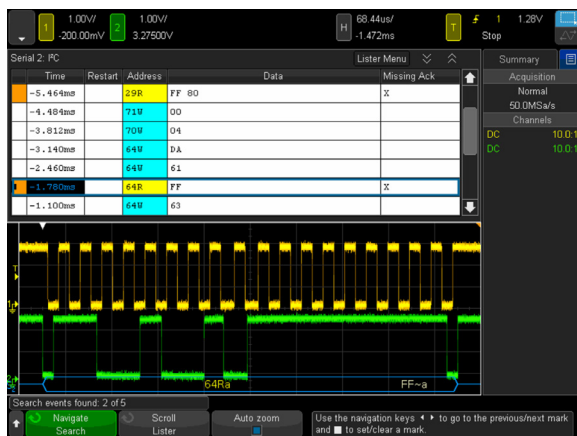 1 1.00V/ 2 1.00V/ H 68.44us/ T 1 1.28V
-200.00mV 3.27500V -1.472ms Stop
Serial 2: I²C Lister Menu Summary
Time Restart Address Data Missing Ack
Acquisition
Normal
50.0MSa/s
Channels
DC 10.0:1
DC 10.0:1
-5.464ms 29R FF 80 X
-4.484ms 71W 00
-3.812ms 70W 04
-3.140ms 64W DA
-2.460ms 64W 61
-1.780ms 64R FF X
-1.100ms 64W 63
T
64Ra FF~a
Search events found: 2 of 5
Navigate Search
Scroll Lister
Auto zoom
Use the navigation keys to go to the previous/next mark
and to set/clear a mark.